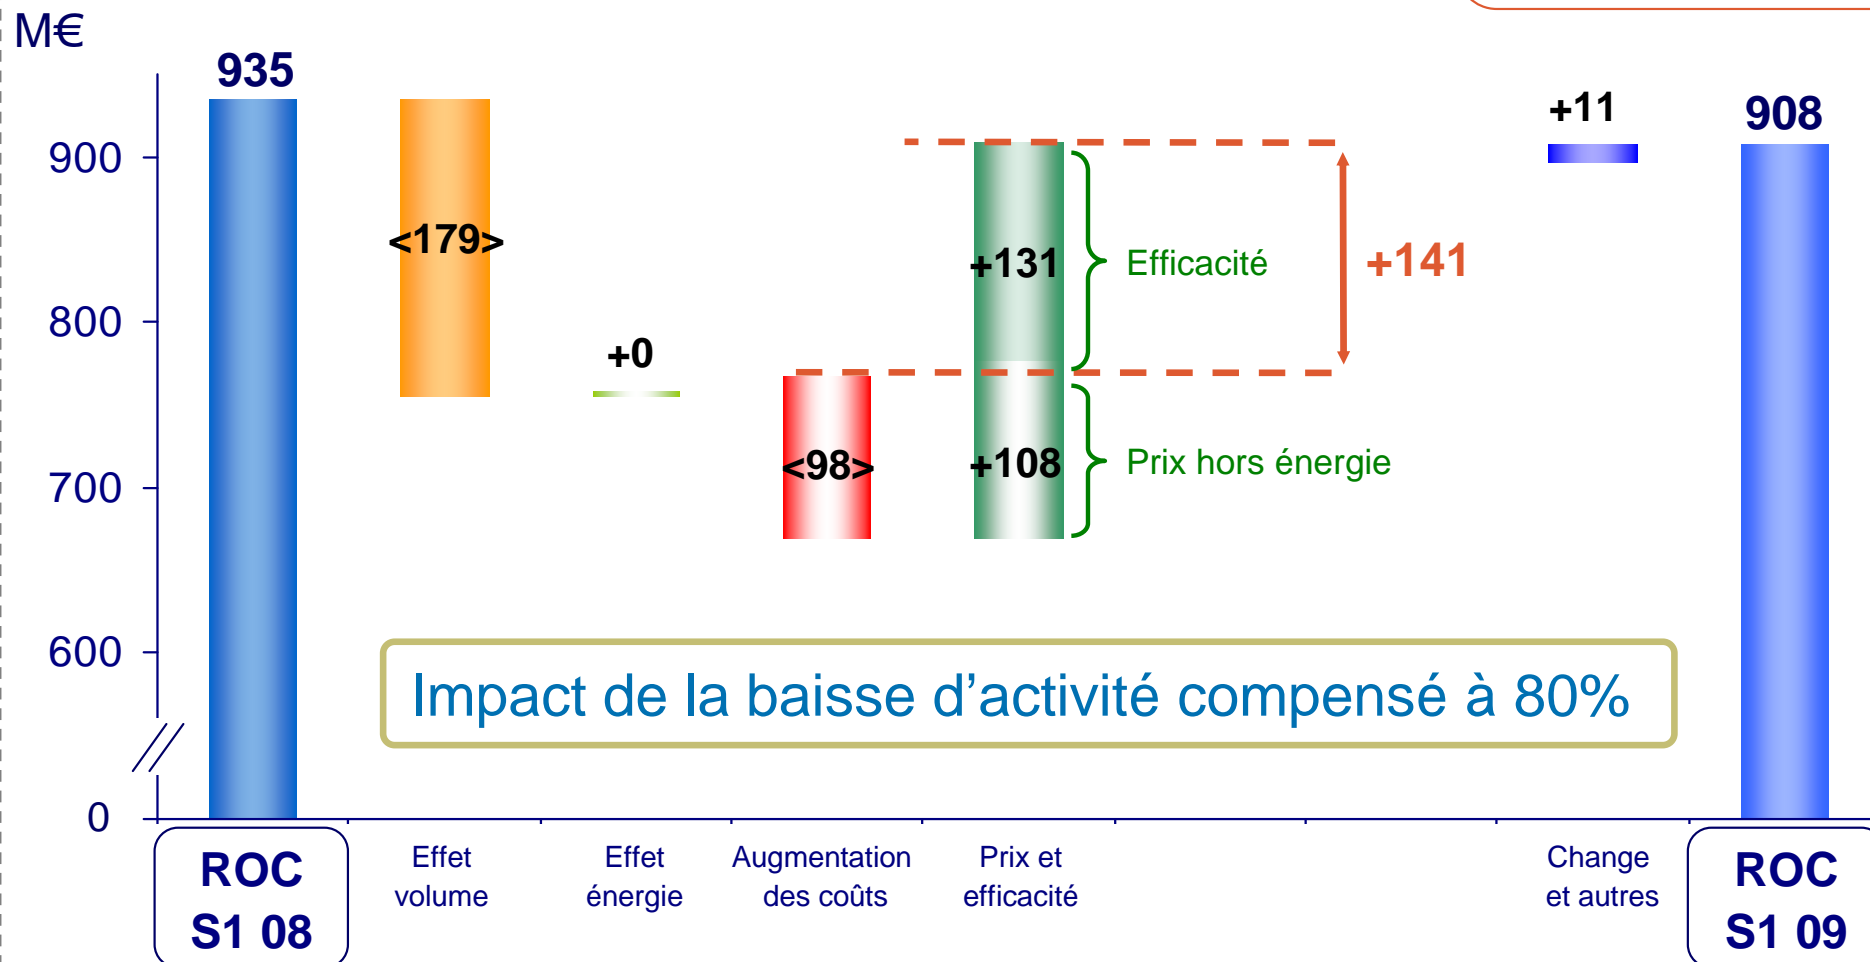 M€
935
<179>
+0
<98>
+131
Efficacité
+141
+108
Prix hors énergie
+11
908
900
800
700
600
0
Impact de la baisse d’activité compensé à 80%
ROC
S1 08
Effet
volume
Effet
énergie
Augmentation
des coûts
Prix et
efficacité
Change
et autres
ROC
S1 09